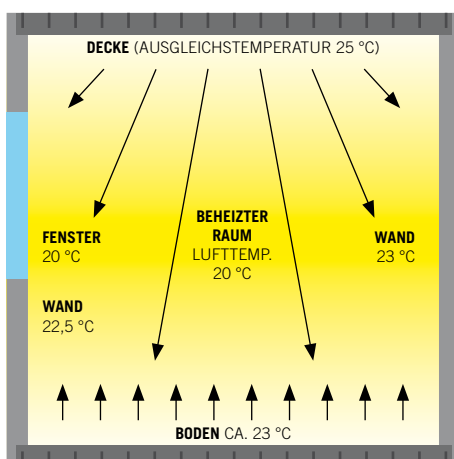 DECKE (AUSGLEICHSTEMPERATUR 25 °C)
BEHEIZTER
RAUM
LUFTTEMP.
20 °C
FENSTER
20 °C
WAND
23 °C
WAND
22,5 °C
BODEN CA. 23 °C